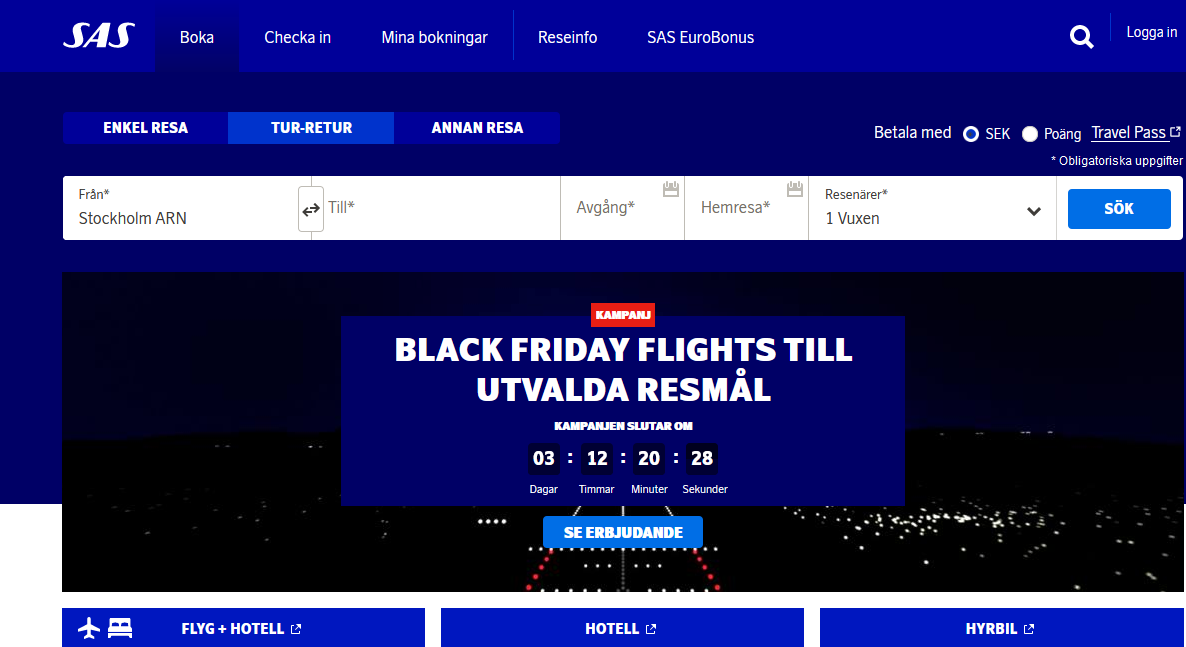 SAS
Boka
Checka in
Mina bokningar
Reseinfo
SAS EuroBonus
Logga in
ENKEL RESA
TUR-RETUR
ANNAN RESA
Betala med
SEK
Poäng
Travel Pass
* Obligatoriska uppgifter
Från*
Stockholm ARN
Till*
Avgång*
Hemresa*
Resenärer*
1 Vuxen
SÖK
KAMPANJ
BLACK FRIDAY FLIGHTS TILL
UTVALDA RESMÅL
KAMPANJEN SLUTAR OM
03 : 12 : 20 : 28
Dagar Timmar Minuter Sekunder
SE ERBJUDANDE
FLYG + HOTELL
HOTELL
HYRBIL